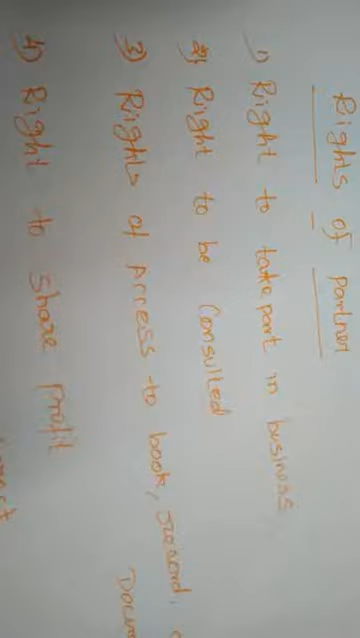 Rights of partner
1) Right to take part in business
2) Right to be Consulted
3) Rights of Access to book, record,
Docum
4) Right to share profit